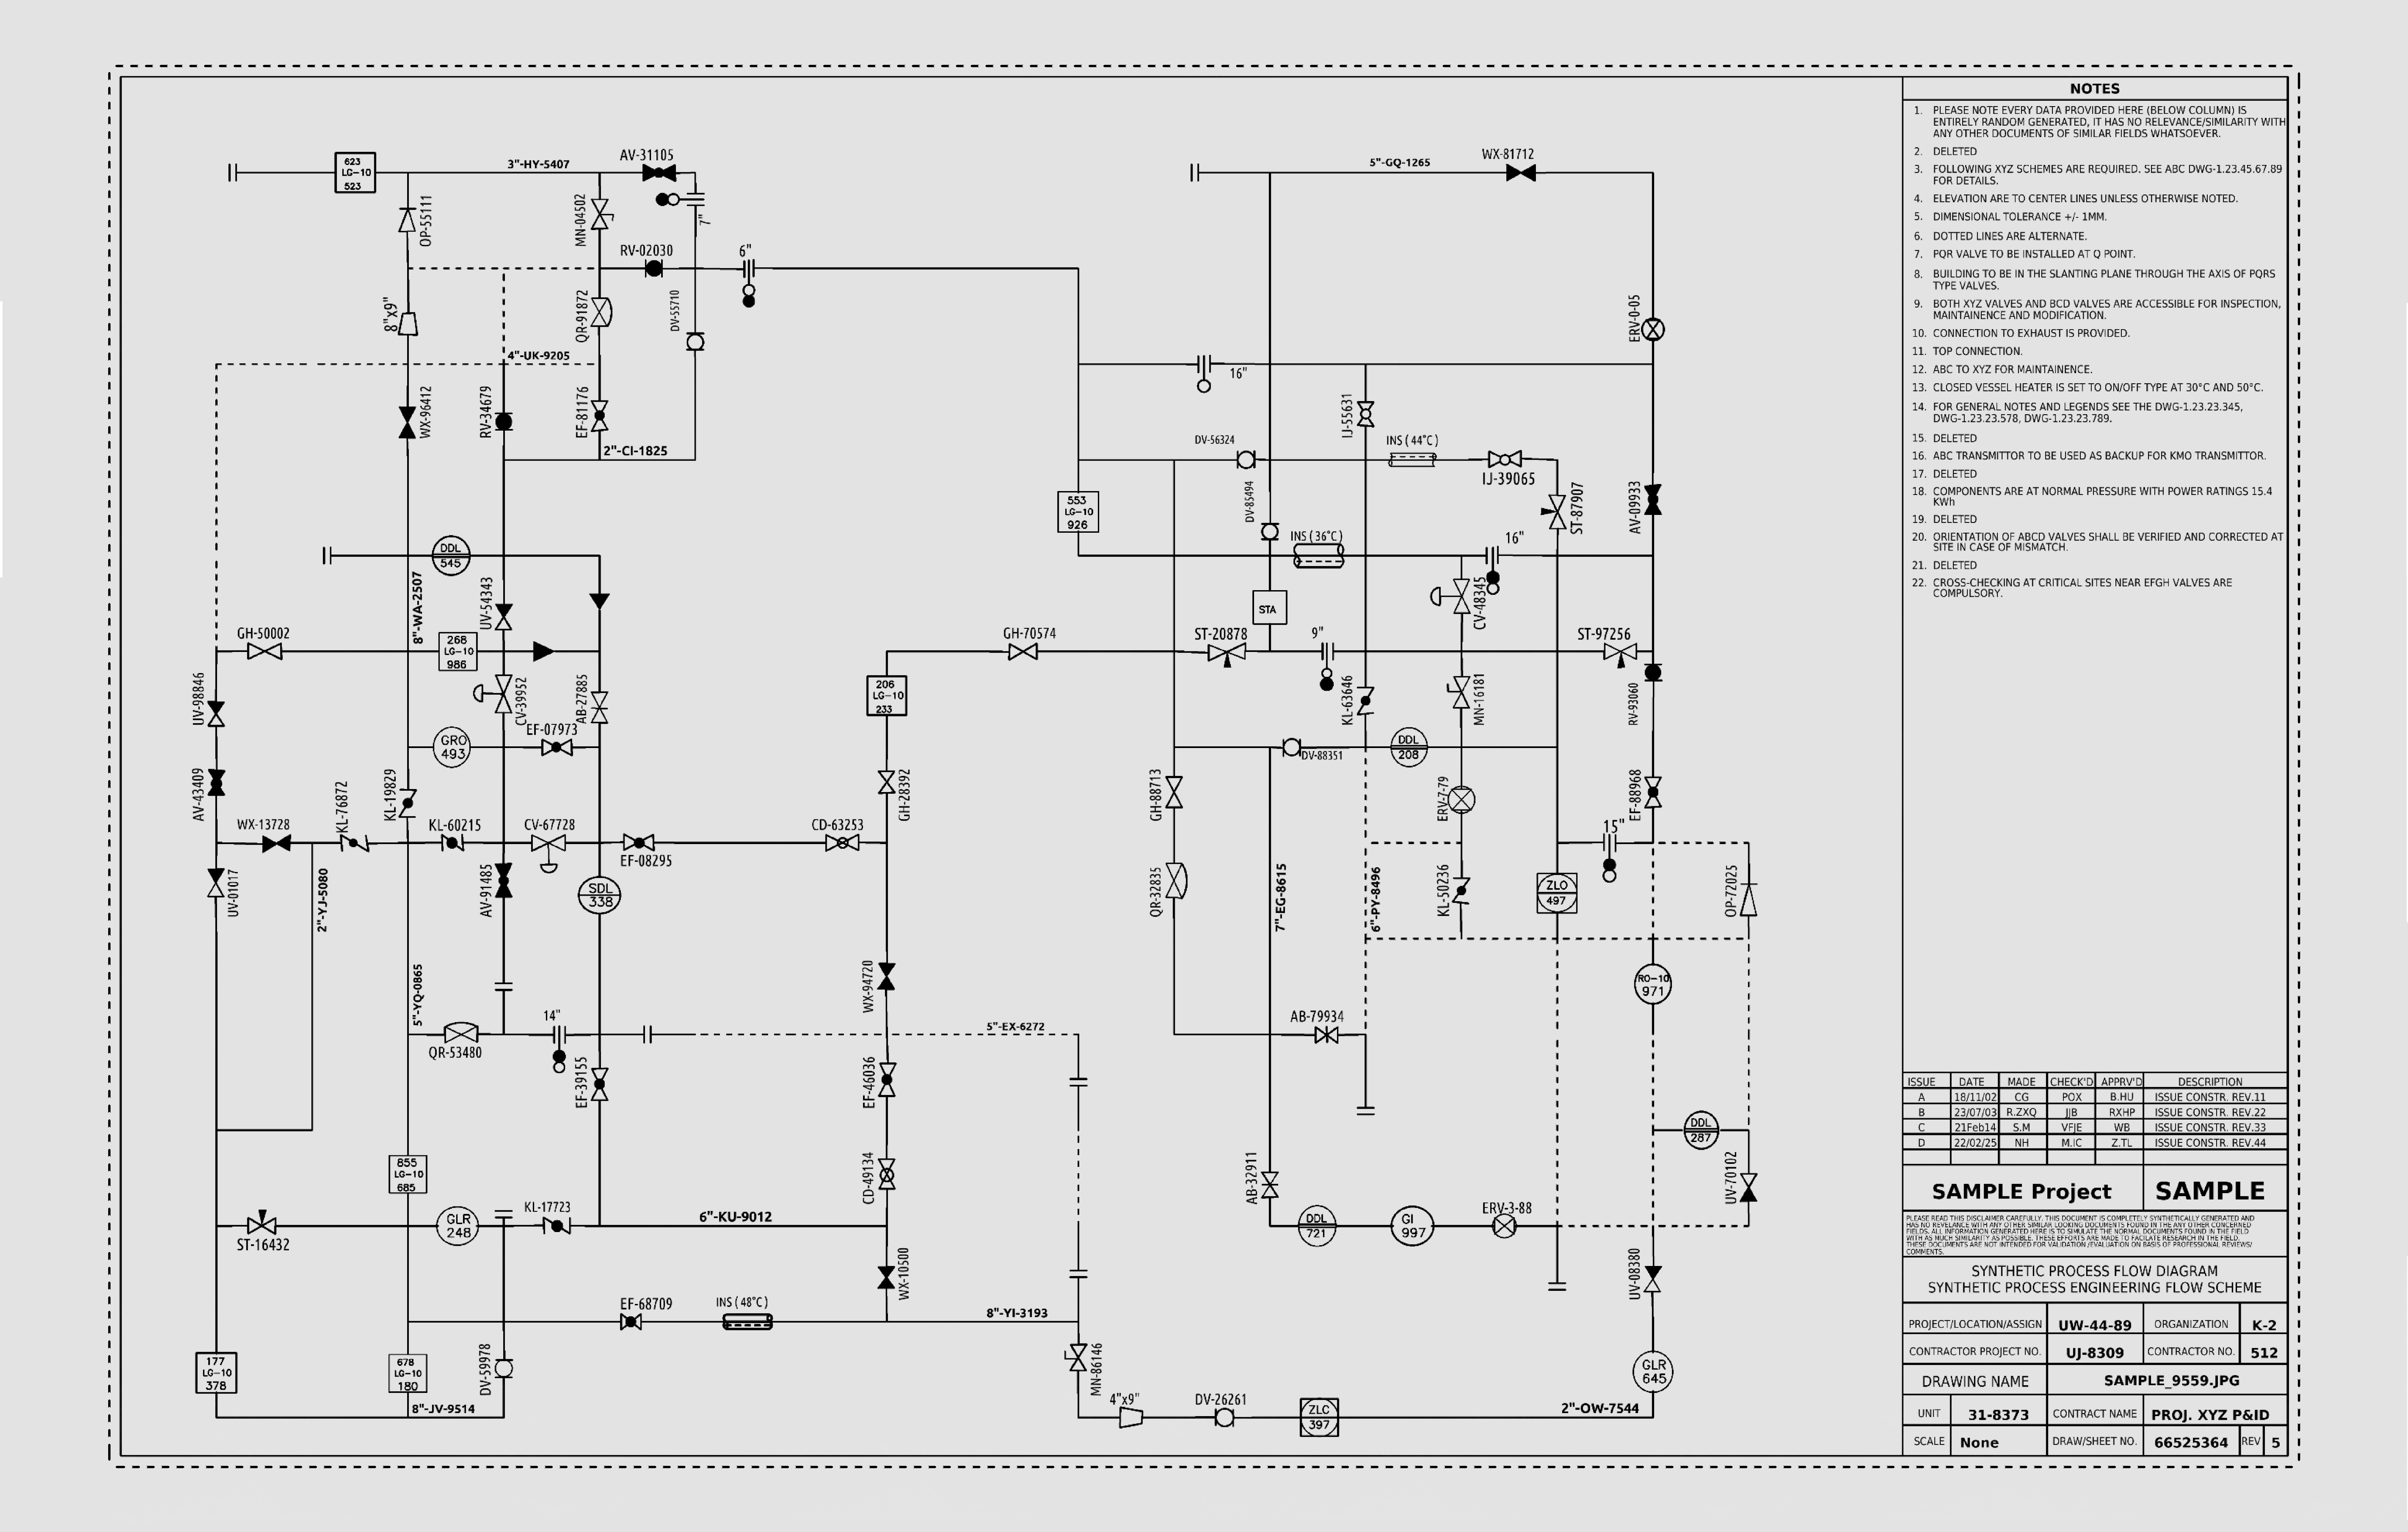 623
LG-10
523
3"-HY-5407
AV-31105
OP-55111
MN-04502
7"
RV-02030
6"
8"x9"
QR-91872
DV-55710
4"-UK-9205
WX-96412
RV-34679
EF-81176
2"-CI-1825
5"-GQ-1265
WX-81712
ERV-0-05
16"
IJ-55631
DV-56324
INS ( 44°C )
IJ-39065
ST-87907
AV-09933
553
LG-10
926
DV-85494
INS ( 36°C )
16"
CV-48345
STA
DDL
545
8"-WA-2507
UV-54343
GH-50002
268
LG-10
986
UV-98846
CV-39952
AB-27885
GRO
493
EF-07973
GH-70574
206
LG-10
233
ST-20878
9"
ST-97256
KL-63646
MN-16181
RV-93060
DV-88351
DDL
208
AV-43409
KL-76872
KL-19829
WX-13728
KL-60215
CV-67728
EF-08295
CD-63253
GH-28392
GH-88713
ERV-7-79
EF-88968
15"
UV-01017
2"-YJ-5080
AV-91485
SDL
338
QR-32835
7"-EG-8615
6"-PY-8496
KL-50236
ZLO
497
OP-72025
5"-YQ-0865
WX-94720
RO-10
971
QR-53480
14"
5"-EX-6272
AB-79934
EF-39155
EF-46036
855
LG-10
685
CD-49134
AB-32911
DDL
287
UV-70102
ST-16432
GLR
248
KL-17723
6"-KU-9012
DDL
721
GI
997
ERV-3-88
WX-10500
UV-08380
EF-68709
INS ( 48°C )
8"-YI-3193
177
LG-10
378
678
LG-10
180
DV-59978
MN-86146
GLR
645
8"-JV-9514
4"x9"
DV-26261
ZLC
397
2"-OW-7544
NOTES
1. PLEASE NOTE EVERY DATA PROVIDED HERE (BELOW COLUMN) IS
ENTIRELY RANDOM GENERATED, IT HAS NO RELEVANCE/SIMILARITY WITH
ANY OTHER DOCUMENTS OF SIMILAR FIELDS WHATSOEVER.
2. DELETED
3. FOLLOWING XYZ SCHEMES ARE REQUIRED. SEE ABC DWG-1.23.45.67.89
FOR DETAILS.
4. ELEVATION ARE TO CENTER LINES UNLESS OTHERWISE NOTED.
5. DIMENSIONAL TOLERANCE +/- 1MM.
6. DOTTED LINES ARE ALTERNATE.
7. PQR VALVE TO BE INSTALLED AT Q POINT.
8. BUILDING TO BE IN THE SLANTING PLANE THROUGH THE AXIS OF PQRS
TYPE VALVES.
9. BOTH XYZ VALVES AND BCD VALVES ARE ACCESSIBLE FOR INSPECTION,
MAINTAINENCE AND MODIFICATION.
10. CONNECTION TO EXHAUST IS PROVIDED.
11. TOP CONNECTION.
12. ABC TO XYZ FOR MAINTAINENCE.
13. CLOSED VESSEL HEATER IS SET TO ON/OFF TYPE AT 30°C AND 50°C.
14. FOR GENERAL NOTES AND LEGENDS SEE THE DWG-1.23.23.345,
DWG-1.23.23.578, DWG-1.23.23.789.
15. DELETED
16. ABC TRANSMITTOR TO BE USED AS BACKUP FOR KMO TRANSMITTOR.
17. DELETED
18. COMPONENTS ARE AT NORMAL PRESSURE WITH POWER RATINGS 15.4
KWh
19. DELETED
20. ORIENTATION OF ABCD VALVES SHALL BE VERIFIED AND CORRECTED AT
SITE IN CASE OF MISMATCH.
21. DELETED
22. CROSS-CHECKING AT CRITICAL SITES NEAR EFGH VALVES ARE
COMPULSORY.
ISSUE DATE MADE CHECK'D APPRV'D DESCRIPTION
A 18/11/02 CG POX B.HU ISSUE CONSTR. REV.11
B 23/07/03 R.ZXQ JJB RXHP ISSUE CONSTR. REV.22
C 21Feb14 S.M VFJE WB ISSUE CONSTR. REV.33
D 22/02/25 NH M.IC Z.TL ISSUE CONSTR. REV.44
SAMPLE Project SAMPLE
PLEASE READ THIS DISCLAIMER CAREFULLY. THIS DOCUMENT IS COMPLETELY SYNTHETICALLY GENERATED AND
HAS NO REVELANCE WITH ANY OTHER SIMILAR LOOKING DOCUMENTS FOUND IN THE ANY OTHER CONCERNED
FIELDS. ALL INFORMATION GENERATED HERE IS TO SIMULATE THE NORMAL DOCUMENTS FOUND IN THE FIELD
WITH AS MUCH SIMILARITY AS POSSIBLE. THESE EFFORTS ARE MADE TO FACILATE RESEARCH IN THE FIELD.
THESE DOCUMENTS ARE NOT INTENDED FOR VALIDATION /EVALUATION ON BASIS OF PROFESSIONAL REVIEWS/
COMMENTS.
SYNTHETIC PROCESS FLOW DIAGRAM
SYNTHETIC PROCESS ENGINEERING FLOW SCHEME
PROJECT/LOCATION/ASSIGN UW-44-89 ORGANIZATION K-2
CONTRACTOR PROJECT NO. UJ-8309 CONTRACTOR NO. 512
DRAWING NAME SAMPLE_9559.JPG
UNIT 31-8373 CONTRACT NAME PROJ. XYZ P&ID
SCALE None DRAW/SHEET NO. 66525364 REV 5